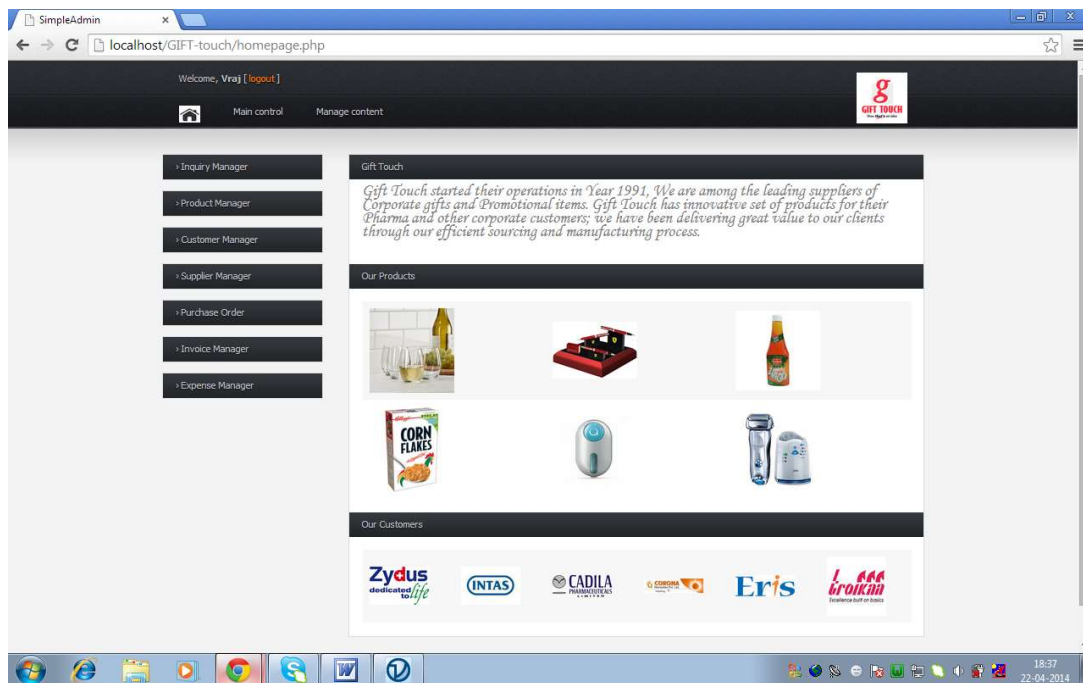 SimpleAdmin
localhost/GIFT-touch/homepage.php
Welcome, Vraj [ logout ]
Main control Manage content
g
GIFT TOUCH
› Inquiry Manager
› Product Manager
› Customer Manager
› Supplier Manager
› Purchase Order
› Invoice Manager
› Expense Manager
Gift Touch
Gift Touch started their operations in Year 1991, We are among the leading suppliers of
Corporate gifts and Promotional items. Gift Touch has innovative set of products for their
Pharma and other corporate customers; we have been delivering great value to our clients
through our efficient sourcing and manufacturing process.
Our Products
CORN
FLAKES
Our Customers
Zydus
dedicated
to life
INTAS
CADILA
PHARMACEUTICALS
LIMITED
CORONA
Eris
troikaa
Excellence built on basics
18:37
22-04-2014